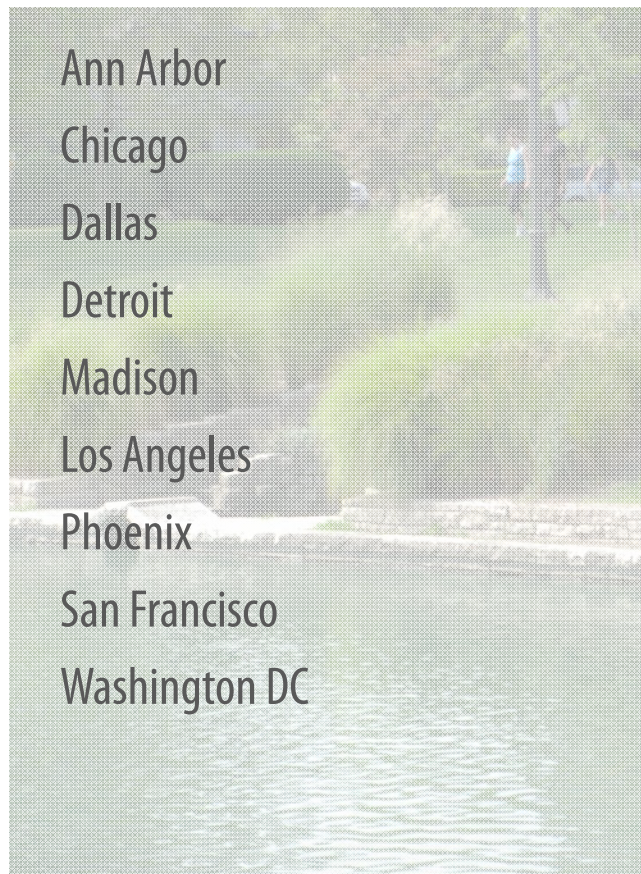 Ann Arbor
Chicago
Dallas
Detroit
Madison
Los Angeles
Phoenix
San Francisco
Washington DC